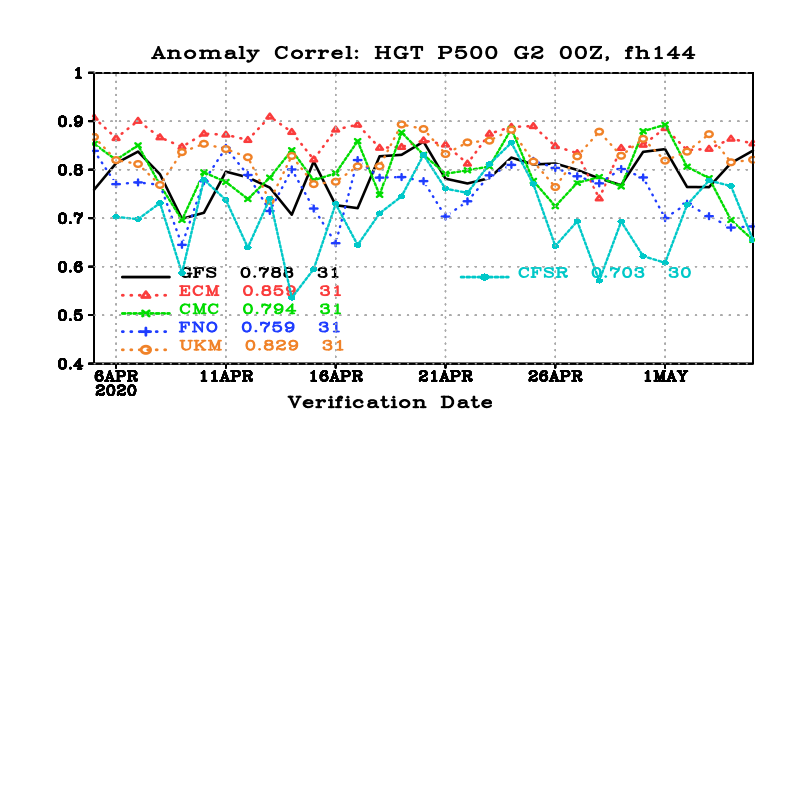 Anomaly Correl: HGT P500 G2 00Z, fh144
1
0.9
0.8
0.7
0.6
0.5
0.4
GFS 0.788 31
ECM 0.859 31
CMC 0.794 31
FNO 0.759 31
UKM 0.829 31
CFSR 0.703 30
6APR 11APR 16APR 21APR 26APR 1MAY
2020
Verification Date